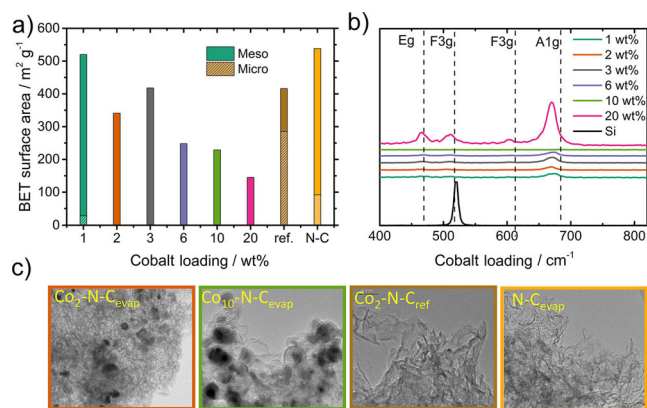 a)
BET surface area / m² g⁻¹
600
500
400
300
200
100
0
Meso
Micro
1 2 3 6 10 20 ref. N-C
Cobalt loading / wt%
b)
Eg F3g F3g A1g
1 wt%
2 wt%
3 wt%
6 wt%
10 wt%
20 wt%
Si
400 500 600 700 800
Cobalt loading / cm⁻¹
c)
Co₂-N-Cevap
Co₁₀-N-Cevap
Co₂-N-Cref
N-Cevap